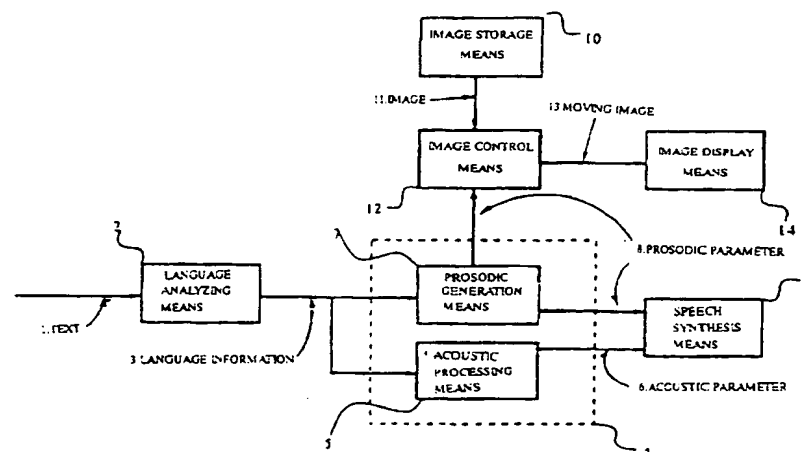 IMAGE STORAGE
MEANS
10
11.IMAGE
13 MOVING IMAGE
IMAGE CONTROL
MEANS
IMAGE DISPLAY
MEANS
12
14
2
7
8.PROSODIC PARAMETER
LANGUAGE
ANALYZING
MEANS
PROSODIC
GENERATION
MEANS
SPEECH
SYNTHESIS
MEANS
1.TEXT
3 LANGUAGE INFORMATION
ACOUSTIC
PROCESSING
MEANS
6.ACOUSTIC PARAMETER
5